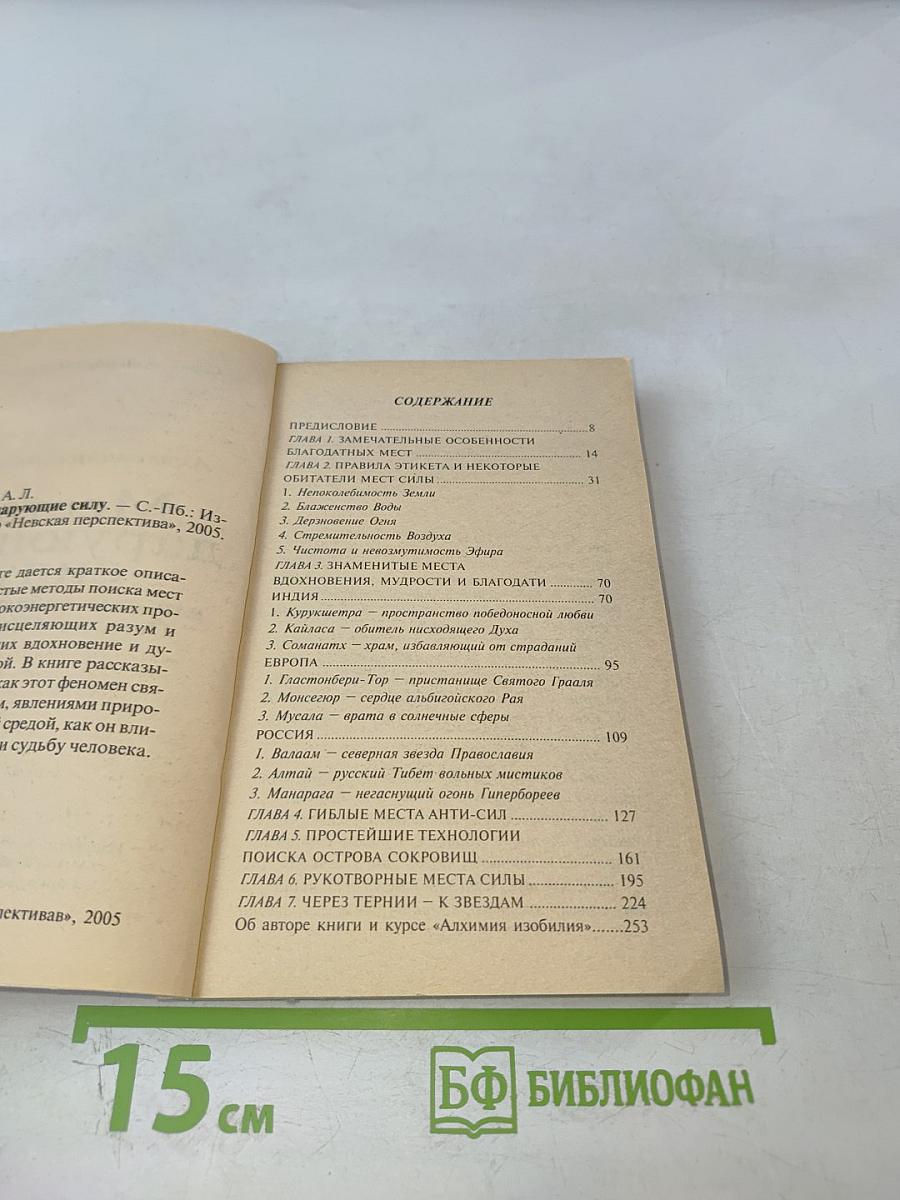 А. Л.
дарующие силу. — С.-Пб.: Из-
«Невская перспектива», 2005.
те дается краткое описа-
стые методы поиска мест
окоэнергетических про-
исцеляющих разум и
их вдохновение и ду-
ой. В книге рассказы-
как этот феномен свя-
м, явлениями приро-
й средой, как он вли-
и судьбу человека.
пективав», 2005
СОДЕРЖАНИЕ
ПРЕДИСЛОВИЕ ........ 8
ГЛАВА 1. ЗАМЕЧАТЕЛЬНЫЕ ОСОБЕННОСТИ
БЛАГОДАТНЫХ МЕСТ ........ 14
ГЛАВА 2. ПРАВИЛА ЭТИКЕТА И НЕКОТОРЫЕ
ОБИТАТЕЛИ МЕСТ СИЛЫ ........ 31
1. Непоколебимость Земли
2. Блаженство Воды
3. Дерзновение Огня
4. Стремительность Воздуха
5. Чистота и невозмутимость Эфира
ГЛАВА 3. ЗНАМЕНИТЫЕ МЕСТА
ВДОХНОВЕНИЯ, МУДРОСТИ И БЛАГОДАТИ ........ 70
ИНДИЯ ........ 70
1. Курукшетра — пространство победоносной любви
2. Кайласа — обитель нисходящего Духа
3. Соманатх — храм, избавляющий от страданий
ЕВРОПА ........ 95
1. Гластонбери-Тор — пристанище Святого Грааля
2. Монсегюр — сердце альбигойского Рая
3. Мусала — врата в солнечные сферы
РОССИЯ ........ 109
1. Валаам — северная звезда Православия
2. Алтай — русский Тибет вольных мистиков
3. Манарага — негаснущий огонь Гипербореев
ГЛАВА 4. ГИБЛЫЕ МЕСТА АНТИ-СИЛ ........ 127
ГЛАВА 5. ПРОСТЕЙШИЕ ТЕХНОЛОГИИ
ПОИСКА ОСТРОВА СОКРОВИЩ ........ 161
ГЛАВА 6. РУКОТВОРНЫЕ МЕСТА СИЛЫ ........ 195
ГЛАВА 7. ЧЕРЕЗ ТЕРНИИ — К ЗВЕЗДАМ ........ 224
Об авторе книги и курсе «Алхимия изобилия» ....... 253
15 см
БФ БИБЛИОФАН